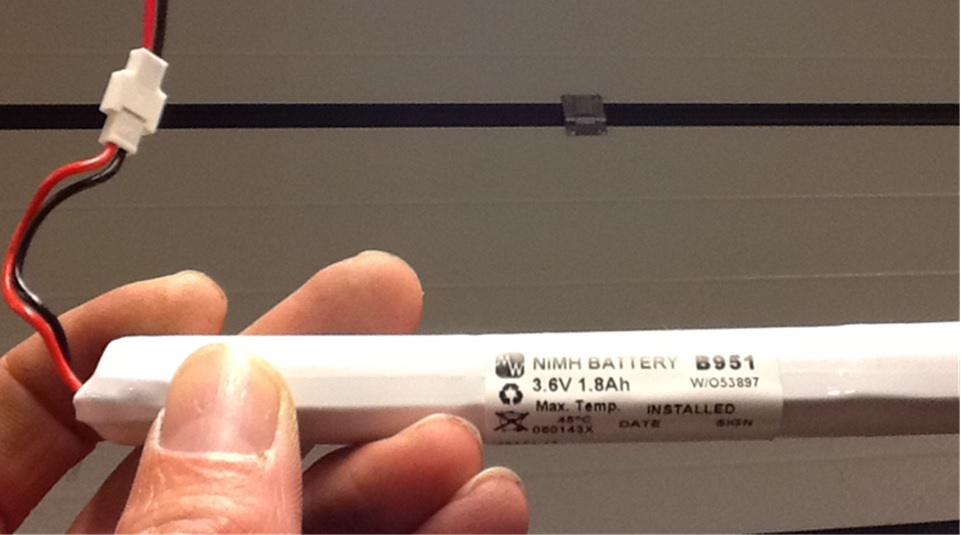 NiMH BATTERY B951
3.6V 1.8Ah W/O53897
Max. Temp. INSTALLED
45°C DATE SIGN
060143X